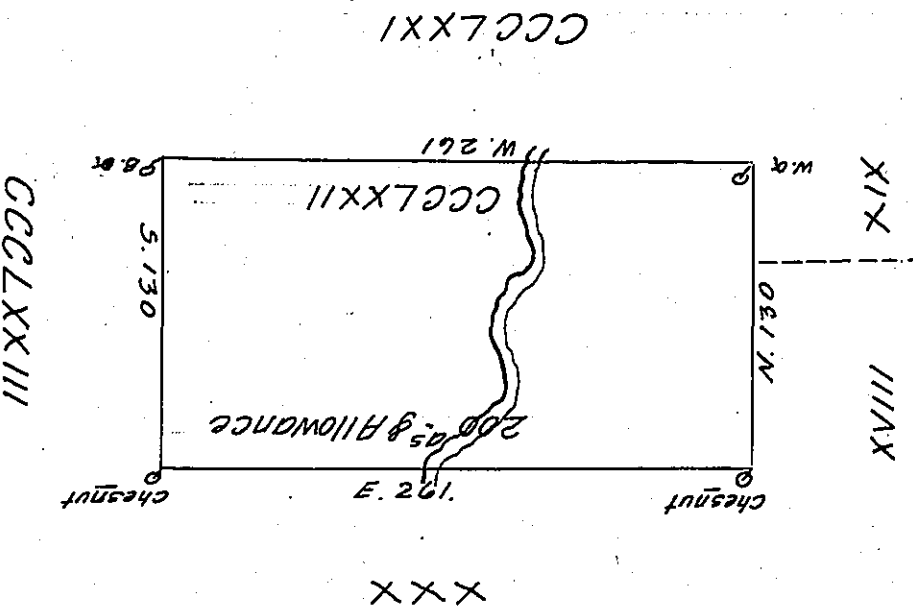 XXX
Chesnut
E. 261.
Chesnut
200 as & Allowance
XVIII
N. 130
S. 130
CCCLXXIII
XIX
CCCLXXII
W. 261
CCCLXXI